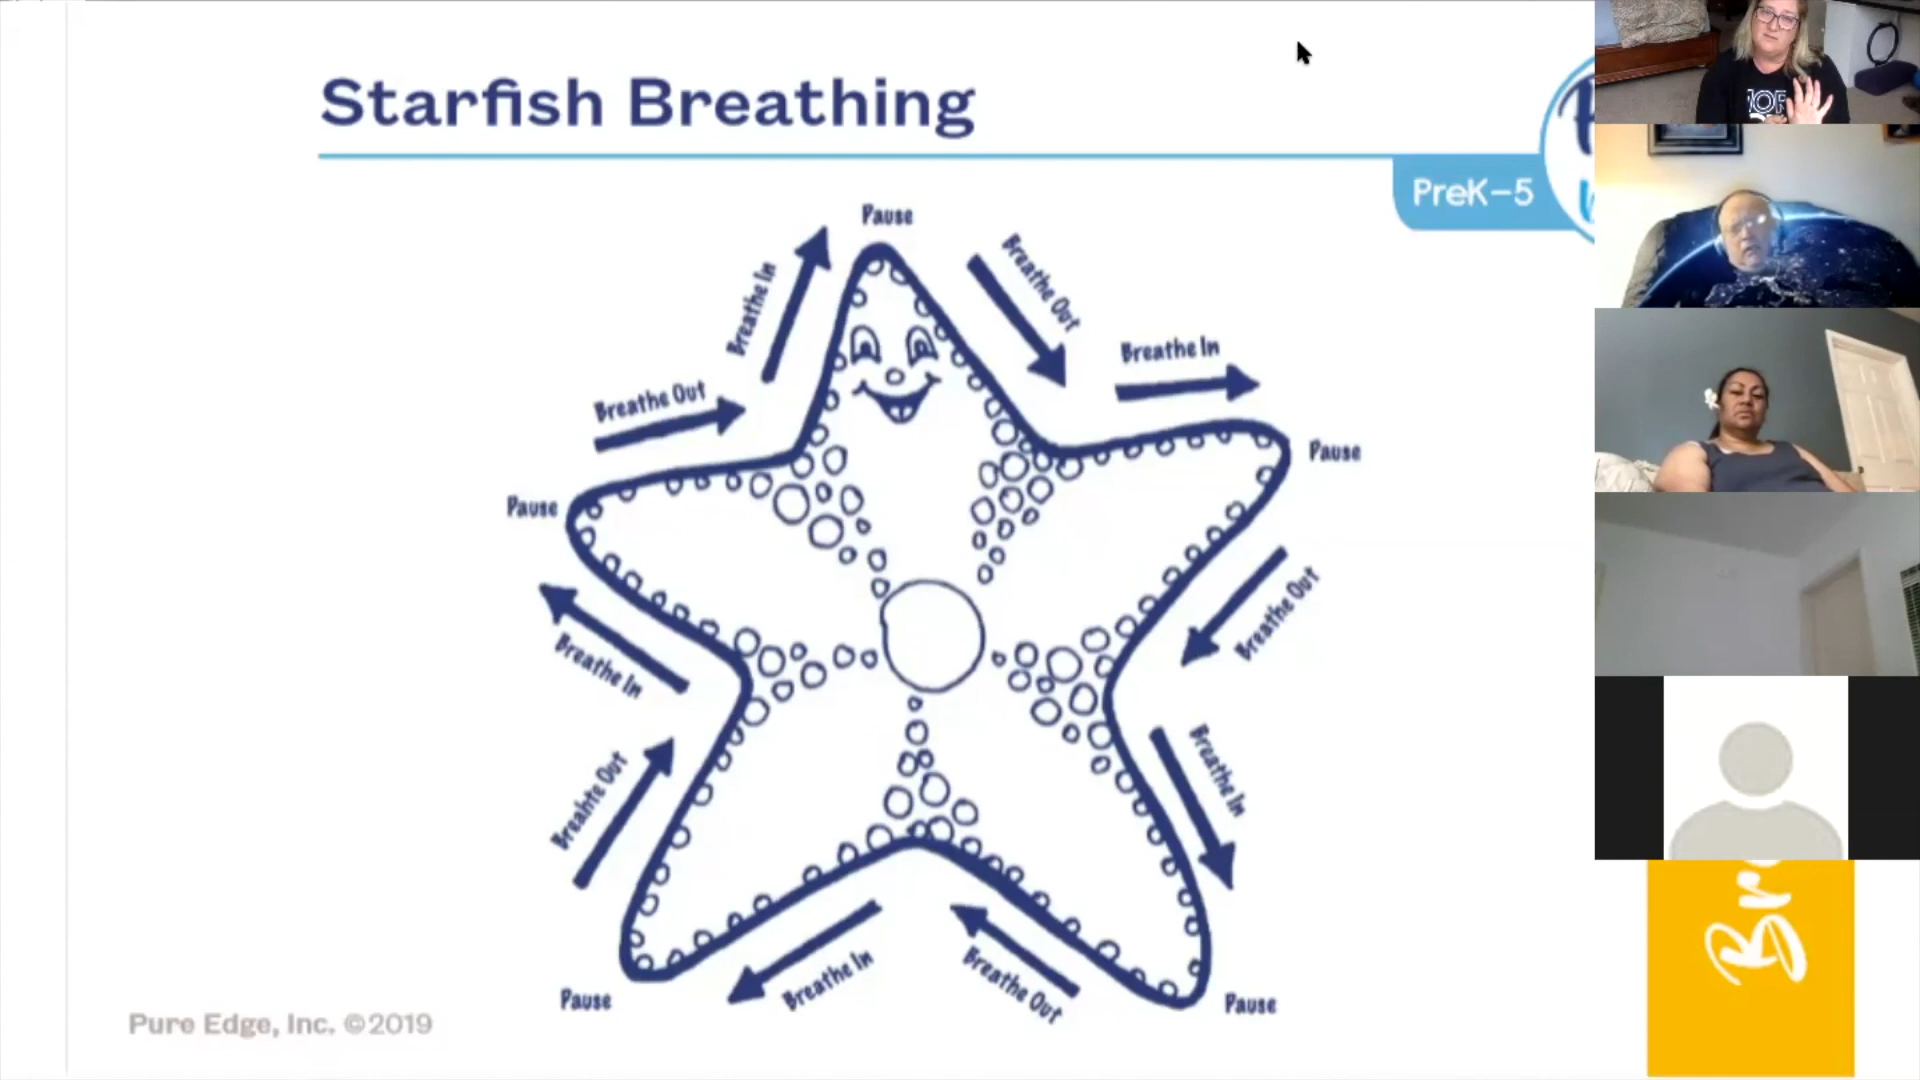 Starfish Breathing
PreK–5
Pause
Breathe In
Breathe Out
Breathe In
Breathe Out
Pause
Pause
Breathe Out
Breathe In
Breahte Out
Breathe In
Breathe In
Breathe Out
Pause
Pause
Pure Edge, Inc. ©2019